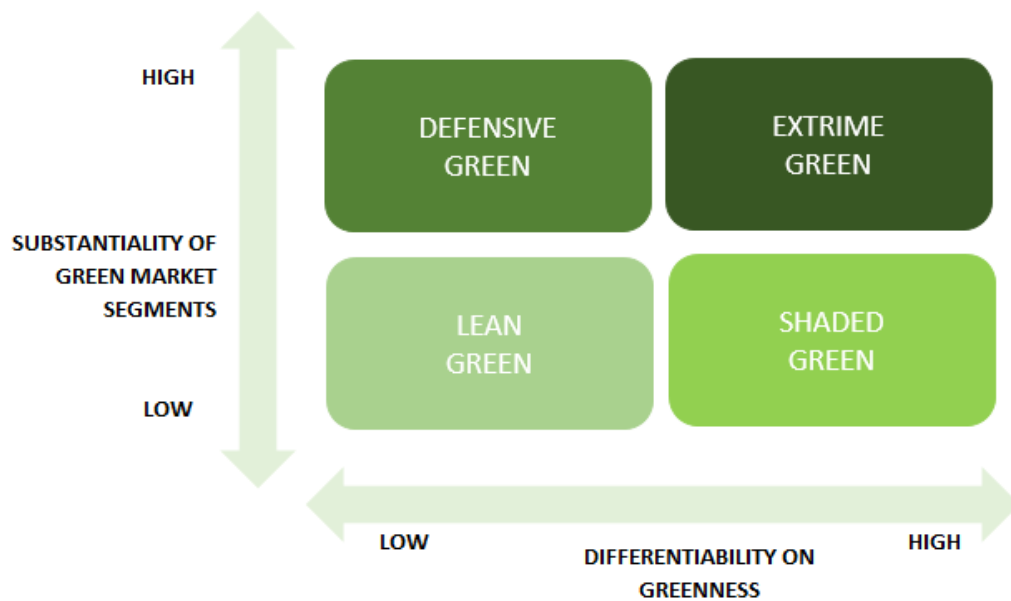 HIGH
DEFENSIVE
GREEN
EXTRIME
GREEN
SUBSTANTIALITY OF
GREEN MARKET
SEGMENTS
LEAN
GREEN
SHADED
GREEN
LOW
LOW
HIGH
DIFFERENTIABILITY ON
GREENNESS